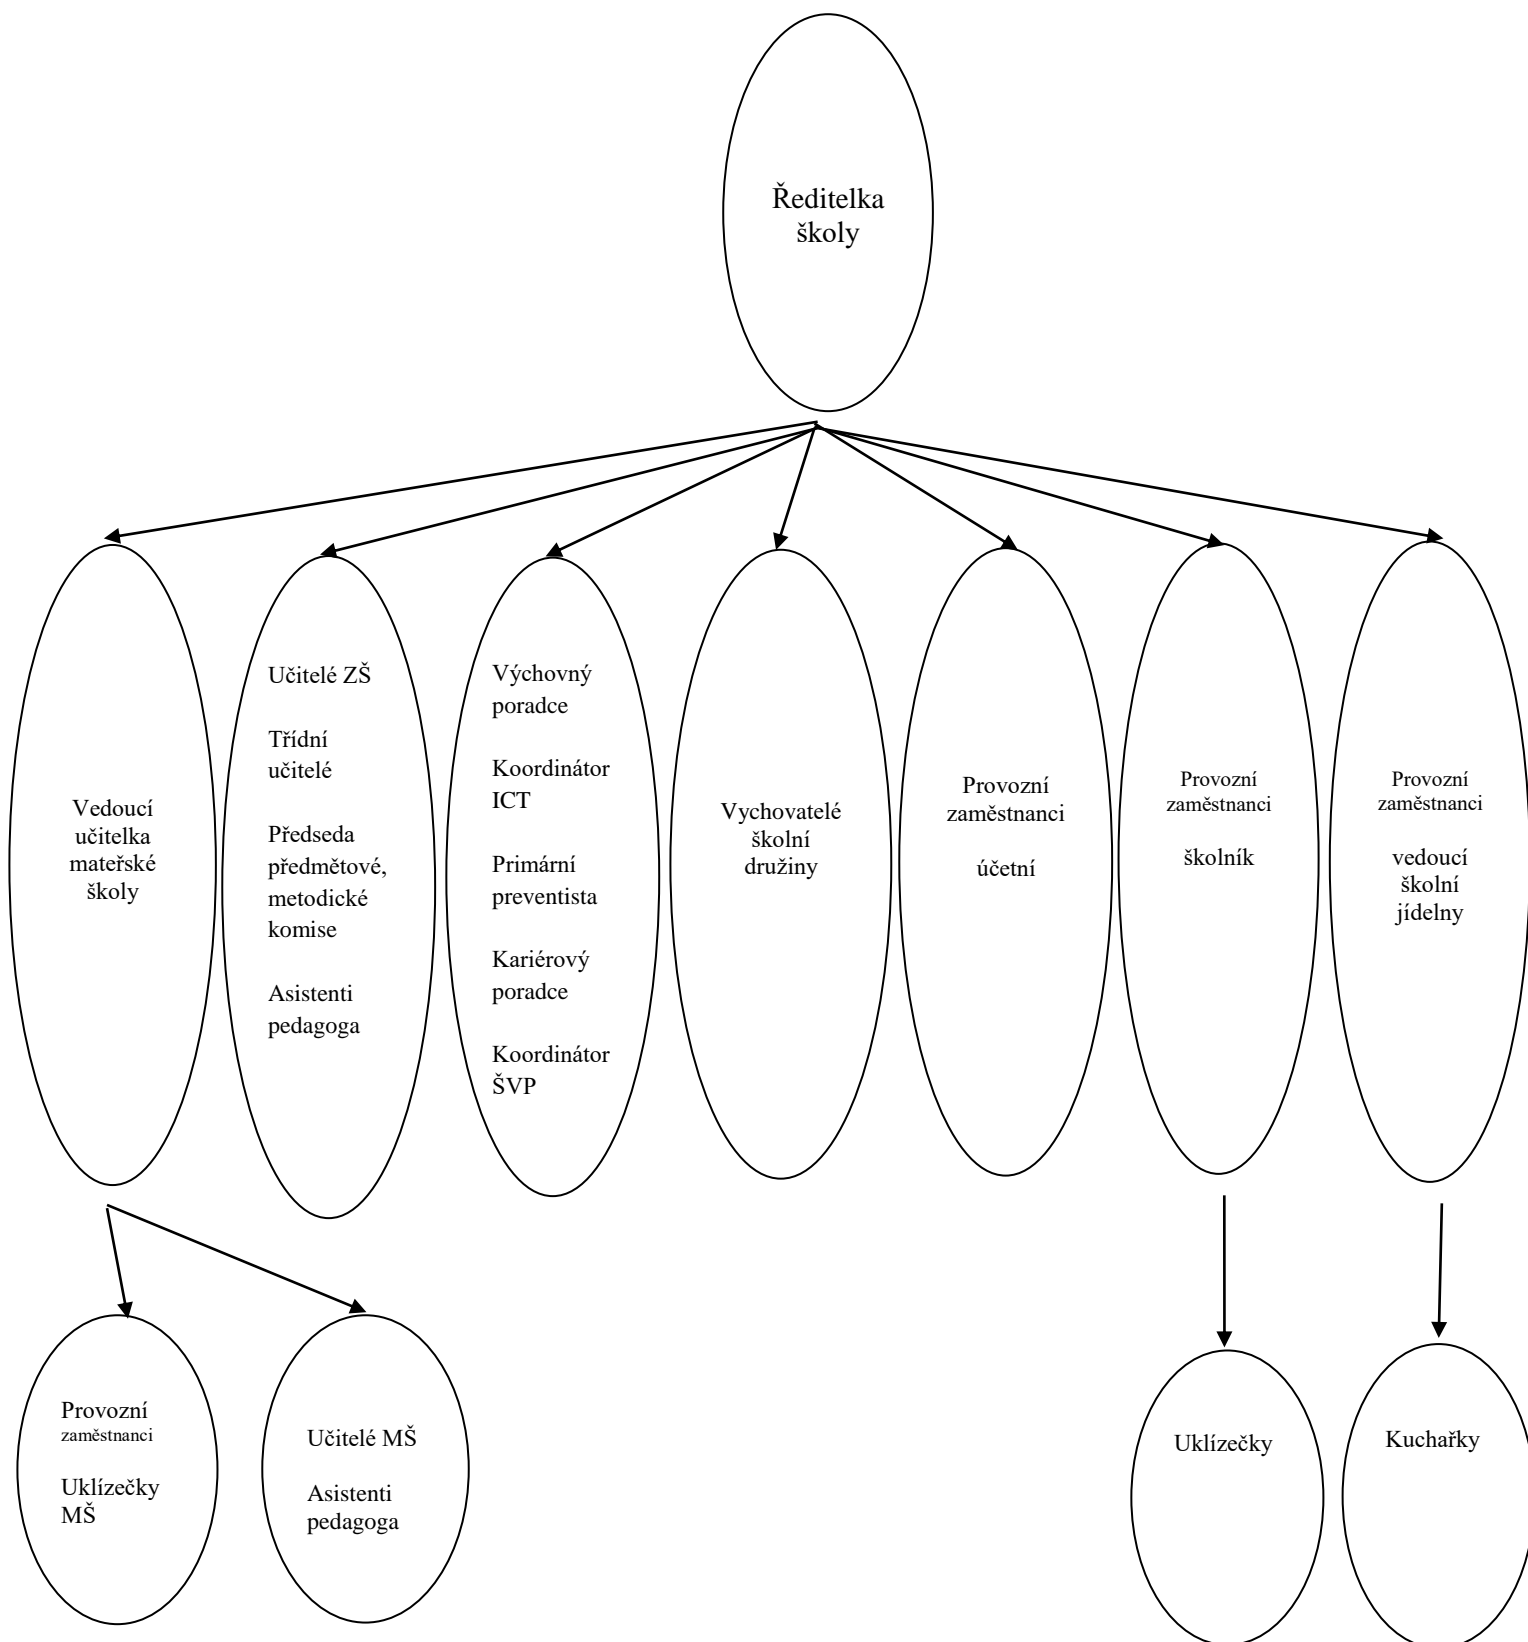 Ředitelka
školy
Vedoucí
učitelka
mateřské
školy
Učitelé ZŠ
Třídní
učitelé
Předseda
předmětové,
metodické
komise
Asistenti
pedagoga
Výchovný
poradce
Koordinátor
ICT
Primární
preventista
Kariérový
poradce
Koordinátor
ŠVP
Vychovatelé
školní
družiny
Provozní
zaměstnanci
účetní
Provozní
zaměstnanci
školník
Provozní
zaměstnanci
vedoucí
školní
jídelny
Provozní
zaměstnanci
Uklízečky
MŠ
Učitelé MŠ
Asistenti
pedagoga
Uklízečky
Kuchařky